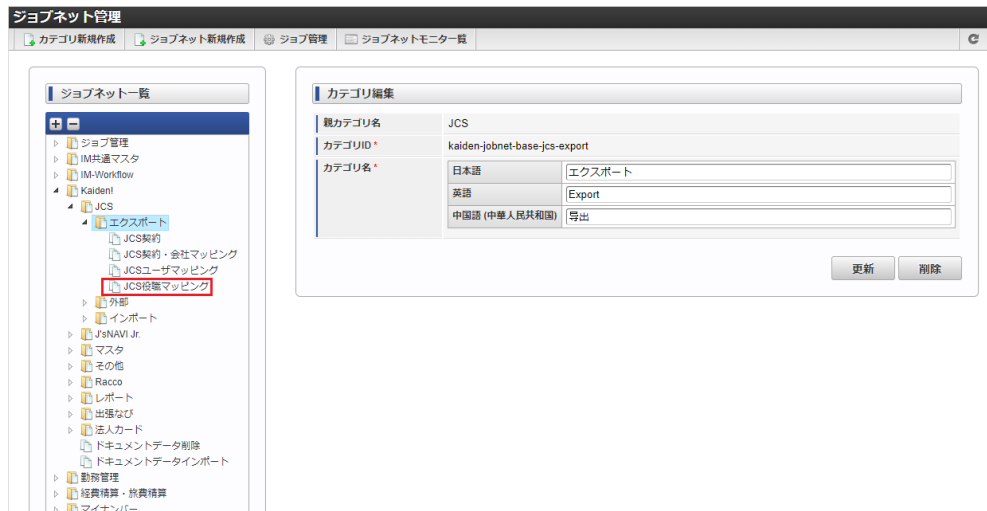 ジョブネット管理
カテゴリ新規作成 ジョブネット新規作成 ジョブ管理 ジョブネットモニタ一覧
ジョブネット一覧
ジョブ管理
IM共通マスタ
IM-Workflow
Kaiden!
JCS
エクスポート
JCS契約
JCS契約・会社マッピング
JCSユーザマッピング
JCS役職マッピング
外部
インポート
J'sNAVI Jr.
マスタ
その他
Racco
レポート
出張なび
法人カード
ドキュメントデータ削除
ドキュメントデータインポート
勤務管理
経費精算・旅費精算
マイナンバー
カテゴリ編集
親カテゴリ名 JCS
カテゴリID * kaiden-jobnet-base-jcs-export
カテゴリ名 *
日本語 エクスポート
英語 Export
中国語 (中華人民共和国) 导出
更新 削除